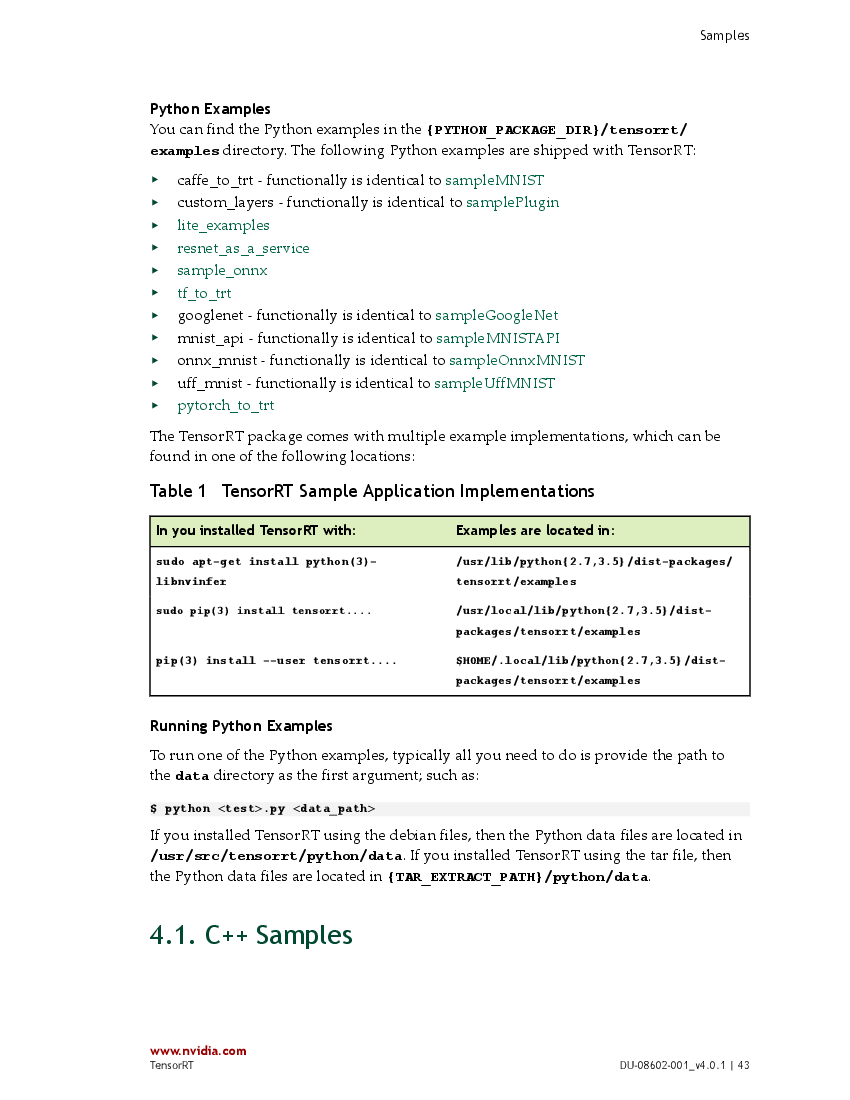 Samples
Python Examples
You can find the Python examples in the {PYTHON_PACKAGE_DIR}/tensorrt/
examples directory. The following Python examples are shipped with TensorRT:
‣ caffe_to_trt - functionally is identical to sampleMNIST
‣ custom_layers - functionally is identical to samplePlugin
‣ lite_examples
‣ resnet_as_a_service
‣ sample_onnx
‣ tf_to_trt
‣ googlenet - functionally is identical to sampleGoogleNet
‣ mnist_api - functionally is identical to sampleMNISTAPI
‣ onnx_mnist - functionally is identical to sampleOnnxMNIST
‣ uff_mnist - functionally is identical to sampleUffMNIST
‣ pytorch_to_trt
The TensorRT package comes with multiple example implementations, which can be
found in one of the following locations:
Table 1 TensorRT Sample Application Implementations
In you installed TensorRT with: Examples are located in:
sudo apt-get install python(3)- /usr/lib/python{2.7,3.5}/dist-packages/
libnvinfer tensorrt/examples
sudo pip(3) install tensorrt.... /usr/local/lib/python{2.7,3.5}/dist-
packages/tensorrt/examples
pip(3) install --user tensorrt.... $HOME/.local/lib/python{2.7,3.5}/dist-
packages/tensorrt/examples
Running Python Examples
To run one of the Python examples, typically all you need to do is provide the path to
the data directory as the first argument; such as:
$ python <test>.py <data_path>
If you installed TensorRT using the debian files, then the Python data files are located in
/usr/src/tensorrt/python/data. If you installed TensorRT using the tar file, then
the Python data files are located in {TAR_EXTRACT_PATH}/python/data.
4.1. C++ Samples
www.nvidia.com
TensorRT DU-08602-001_v4.0.1 | 43